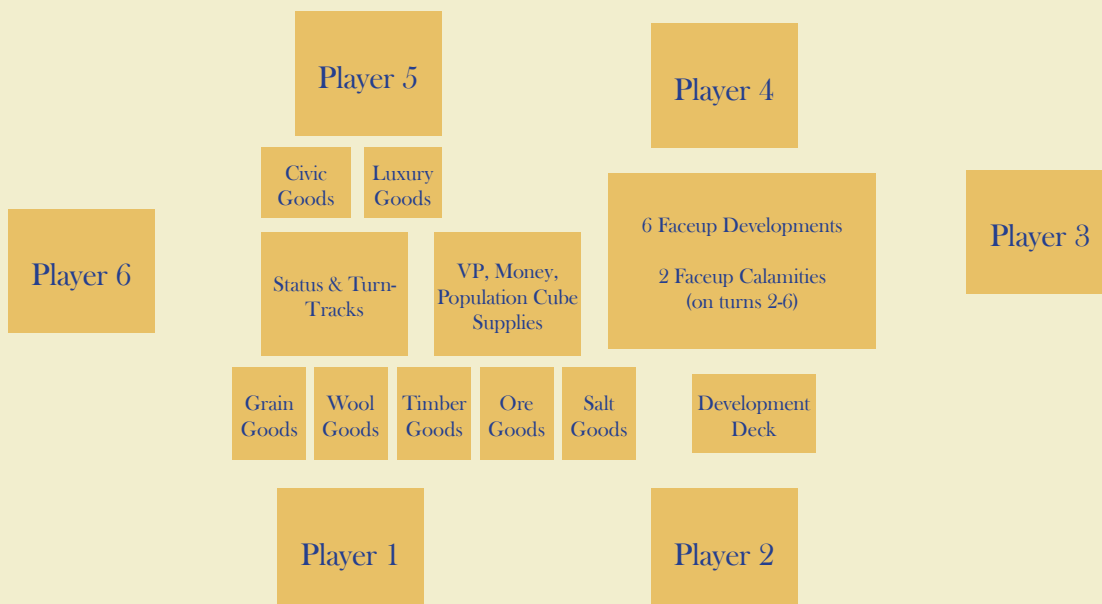 Player 5
Player 4
Civic
Goods
Luxury
Goods
6 Faceup Developments
2 Faceup Calamities
(on turns 2-6)
Player 3
Player 6
Status & Turn-
Tracks
VP, Money,
Population Cube
Supplies
Grain
Goods
Wool
Goods
Timber
Goods
Ore
Goods
Salt
Goods
Development
Deck
Player 1
Player 2